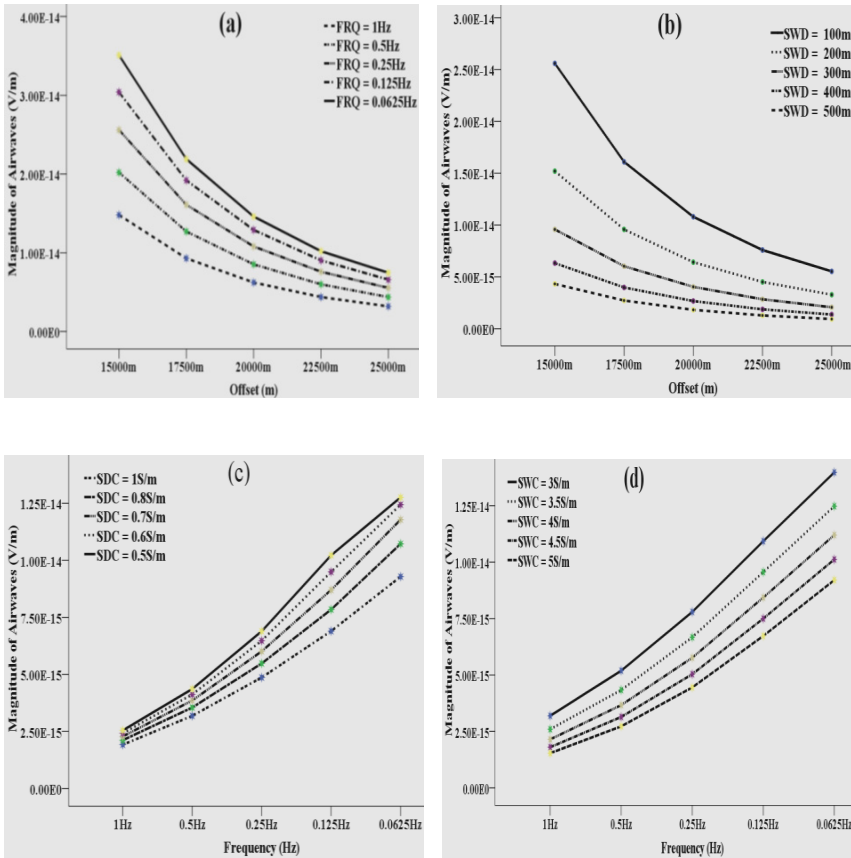 (a)
4.00E-14
3.00E-14
2.00E-14
1.00E-14
0.00E0
Magnitude of Airwaves (V/m)
FRQ = 1Hz
FRQ = 0.5Hz
FRQ = 0.25Hz
FRQ = 0.125Hz
FRQ = 0.0625Hz
15000m 17500m 20000m 22500m 25000m
Offset (m)
(b)
3.00E-14
2.50E-14
2.00E-14
1.50E-14
1.00E-14
5.00E-15
0.00E0
Magnitude of Airwaves (V/m)
SWD = 100m
SWD = 200m
SWD = 300m
SWD = 400m
SWD = 500m
15000m 17500m 20000m 22500m 25000m
Offset (m)
(c)
1.25E-14
1.00E-14
7.50E-15
5.00E-15
2.50E-15
0.00E0
Magnitude of Airwaves (V/m)
SDC = 1S/m
SDC = 0.8S/m
SDC = 0.7S/m
SDC = 0.6S/m
SDC = 0.5S/m
1Hz 0.5Hz 0.25Hz 0.125Hz 0.0625Hz
Frequency (Hz)
(d)
1.25E-14
1.00E-14
7.50E-15
5.00E-15
2.50E-15
0.00E0
Magnitude of Airwaves (V/m)
SWC = 3S/m
SWC = 3.5S/m
SWC = 4S/m
SWC = 4.5S/m
SWC = 5S/m
1Hz 0.5Hz 0.25Hz 0.125Hz 0.0625Hz
Frequency (Hz)